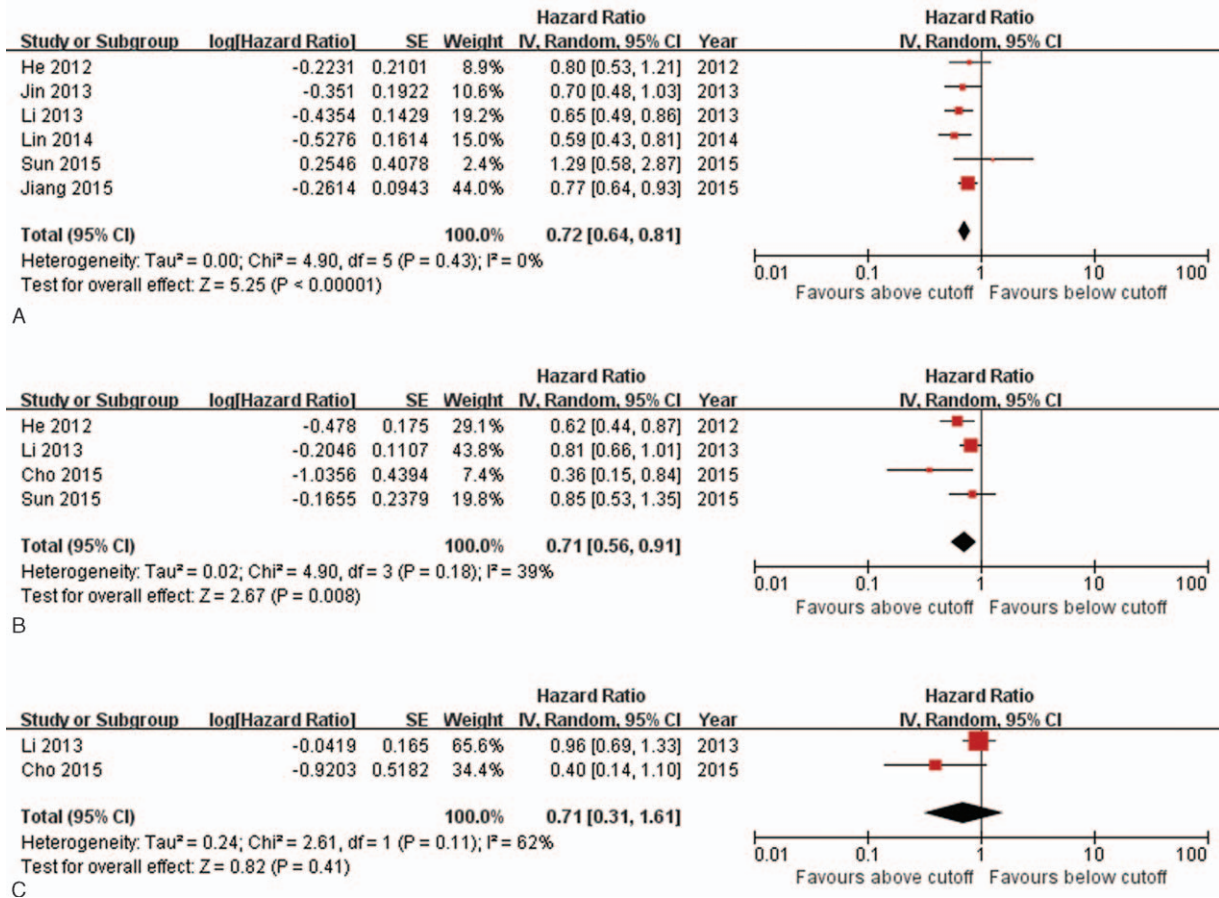 Hazard Ratio Hazard Ratio
Study or Subgroup log[Hazard Ratio] SE Weight IV, Random, 95% CI Year IV, Random, 95% CI
He 2012 -0.2231 0.2101 8.9% 0.80 [0.53, 1.21] 2012
Jin 2013 -0.351 0.1922 10.6% 0.70 [0.48, 1.03] 2013
Li 2013 -0.4354 0.1429 19.2% 0.65 [0.49, 0.86] 2013
Lin 2014 -0.5276 0.1614 15.0% 0.59 [0.43, 0.81] 2014
Sun 2015 0.2546 0.4078 2.4% 1.29 [0.58, 2.87] 2015
Jiang 2015 -0.2614 0.0943 44.0% 0.77 [0.64, 0.93] 2015
Total (95% CI) 100.0% 0.72 [0.64, 0.81]
Heterogeneity: Tau² = 0.00; Chi² = 4.90, df = 5 (P = 0.43); I² = 0%
Test for overall effect: Z = 5.25 (P < 0.00001)
0.01 0.1 1 10 100
Favours above cutoff Favours below cutoff
A
Hazard Ratio Hazard Ratio
Study or Subgroup log[Hazard Ratio] SE Weight IV, Random, 95% CI Year IV, Random, 95% CI
He 2012 -0.478 0.175 29.1% 0.62 [0.44, 0.87] 2012
Li 2013 -0.2046 0.1107 43.8% 0.81 [0.66, 1.01] 2013
Cho 2015 -1.0356 0.4394 7.4% 0.36 [0.15, 0.84] 2015
Sun 2015 -0.1655 0.2379 19.8% 0.85 [0.53, 1.35] 2015
Total (95% CI) 100.0% 0.71 [0.56, 0.91]
Heterogeneity: Tau² = 0.02; Chi² = 4.90, df = 3 (P = 0.18); I² = 39%
Test for overall effect: Z = 2.67 (P = 0.008)
0.01 0.1 1 10 100
Favours above cutoff Favours below cutoff
B
Hazard Ratio Hazard Ratio
Study or Subgroup log[Hazard Ratio] SE Weight IV, Random, 95% CI Year IV, Random, 95% CI
Li 2013 -0.0419 0.165 65.6% 0.96 [0.69, 1.33] 2013
Cho 2015 -0.9203 0.5182 34.4% 0.40 [0.14, 1.10] 2015
Total (95% CI) 100.0% 0.71 [0.31, 1.61]
Heterogeneity: Tau² = 0.24; Chi² = 2.61, df = 1 (P = 0.11); I² = 62%
Test for overall effect: Z = 0.82 (P = 0.41)
0.01 0.1 1 10 100
Favours above cutoff Favours below cutoff
C